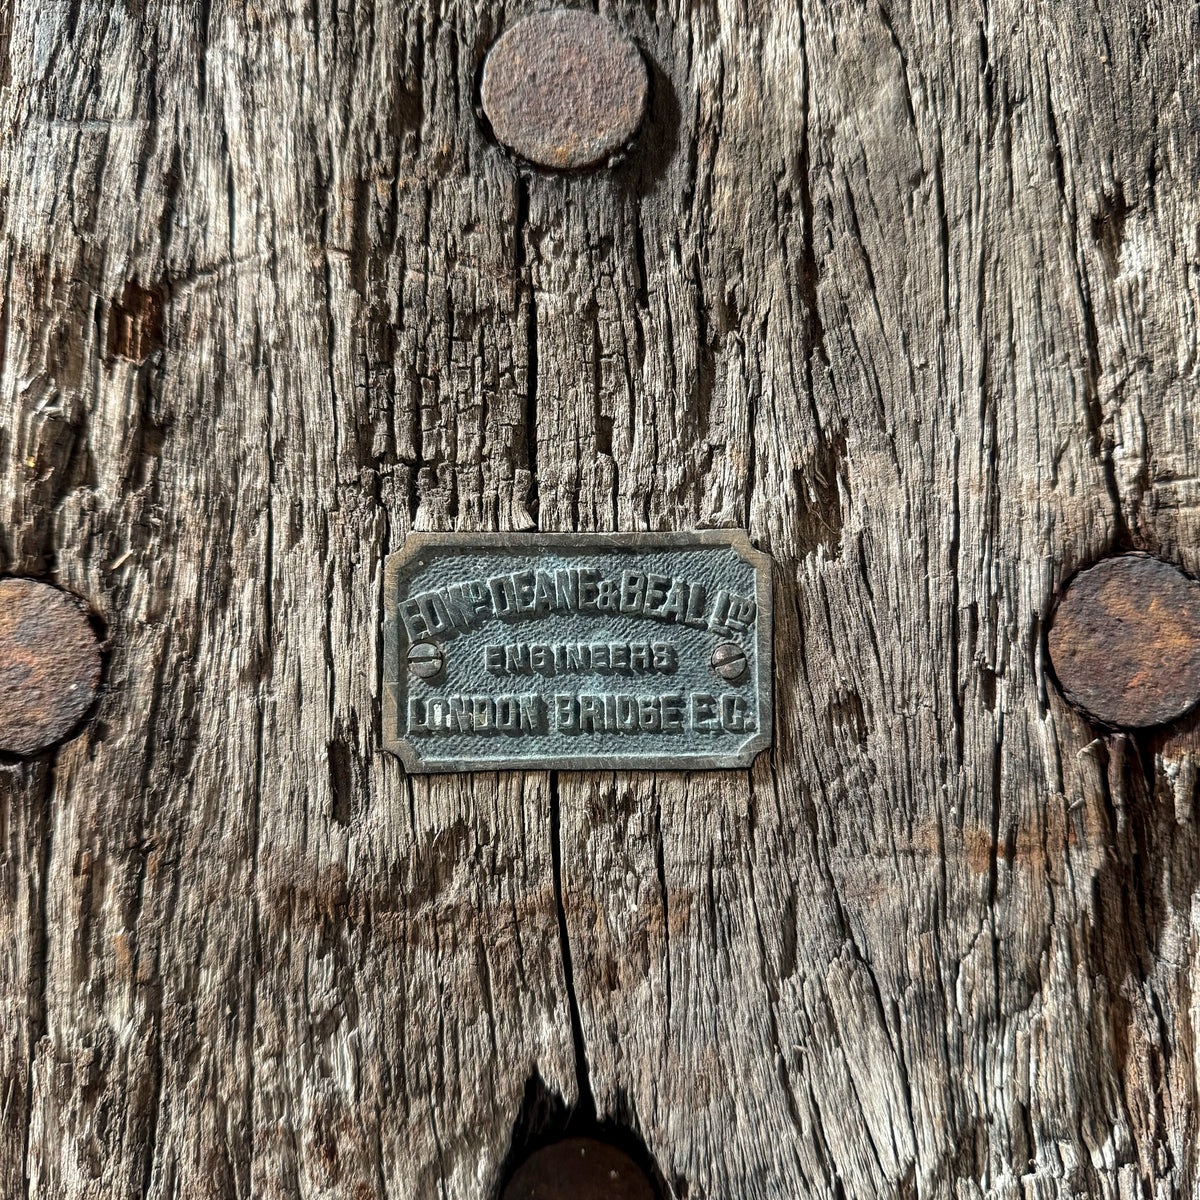 EDWD. DEANE & BEAL LTD
ENGINEERS
LONDON BRIDGE E.C.